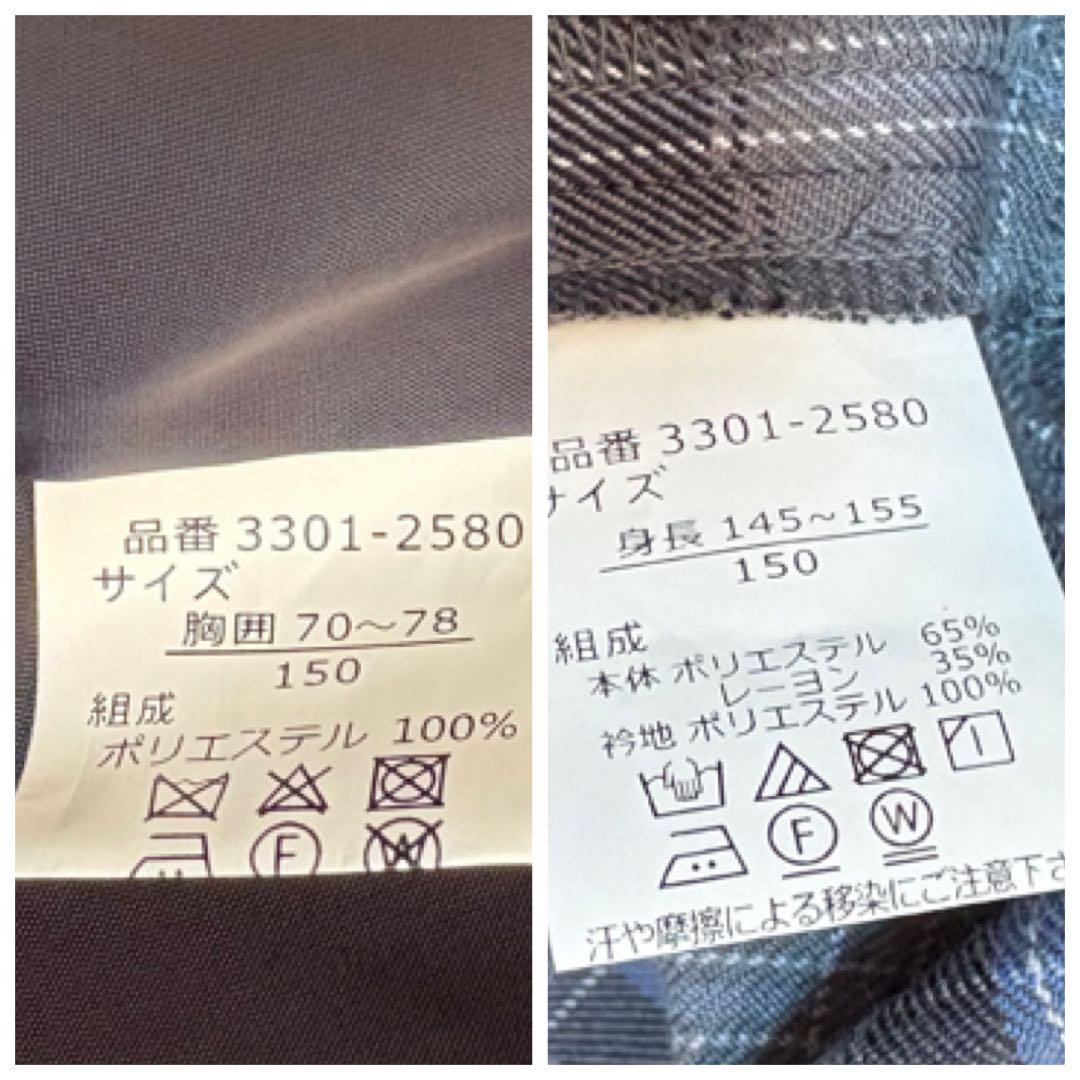 品番 3301-2580
サイズ
胸囲 70～78
150
組成
ポリエステル 100%
F
W
品番 3301-2580
サイズ
身長 145～155
150
組成
本体 ポリエステル 65%
レーヨン 35%
衿地 ポリエステル 100%
F
W
汗や摩擦による移染にご注意下さ